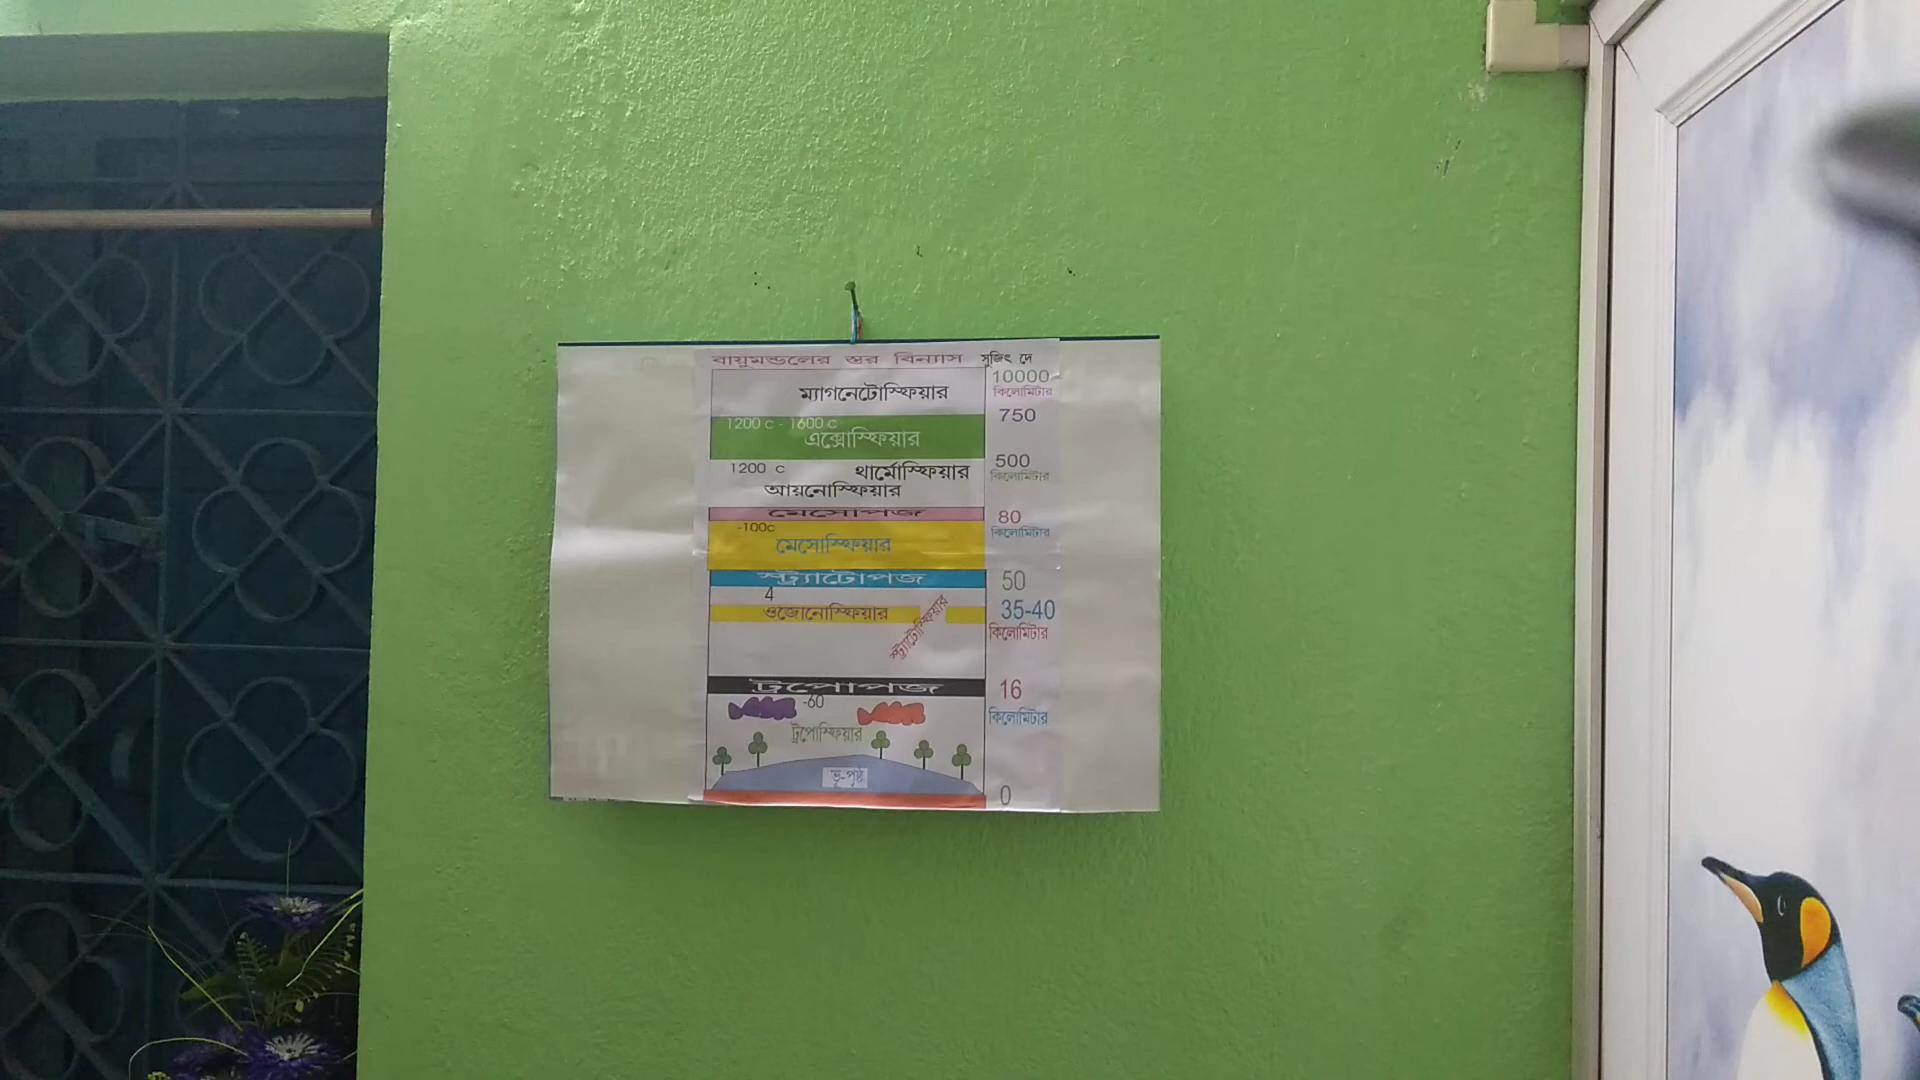 বায়ুমন্ডলের স্তর বিন্যাস সুজিৎ দে
10000
ম্যাগনেটোস্ফিয়ার কিলোমিটার
1200 c - 1600 c 750
এক্সোস্ফিয়ার
1200 c থার্মোস্ফিয়ার 500
আয়নোস্ফিয়ার কিলোমিটার
মেসোপজ 80
-100c কিলোমিটার
মেসোস্ফিয়ার
স্ট্র্যাটোপজ 50
4
ওজোনোস্ফিয়ার 35-40
স্ট্র্যাটোস্ফিয়ার কিলোমিটার
ট্রপোপজ 16
-60 কিলোমিটার
ট্রপোস্ফিয়ার
ভূ-পৃষ্ঠ
0